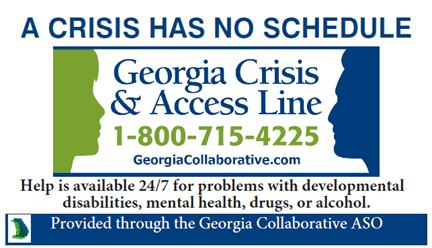 A CRISIS HAS NO SCHEDULE
Georgia Crisis
& Access Line
1-800-715-4225
GeorgiaCollaborative.com
Help is available 24/7 for problems with developmental
disabilities, mental health, drugs, or alcohol.
Provided through the Georgia Collaborative ASO